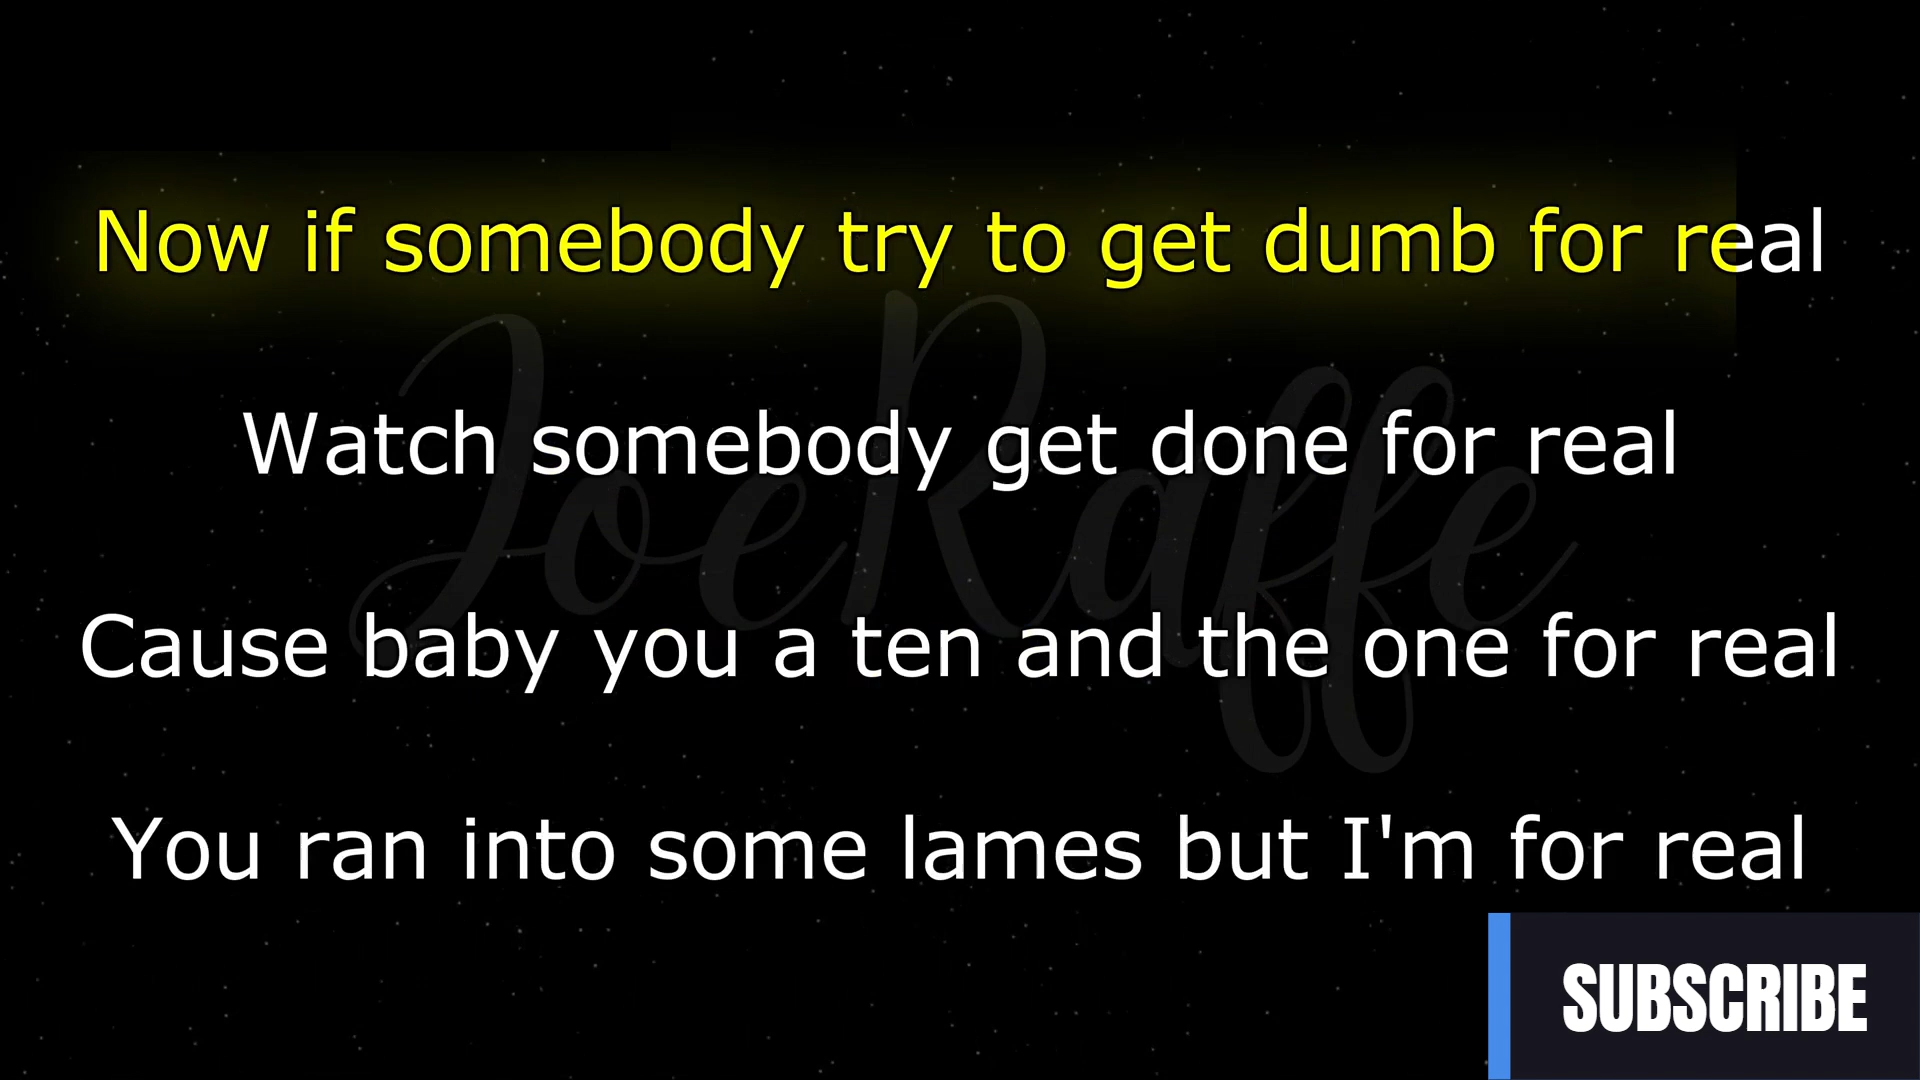 Now if somebody try to get dumb for real
JoeRaffe
Watch somebody get done for real
Cause baby you a ten and the one for real
You ran into some lames but I'm for real
SUBSCRIBE